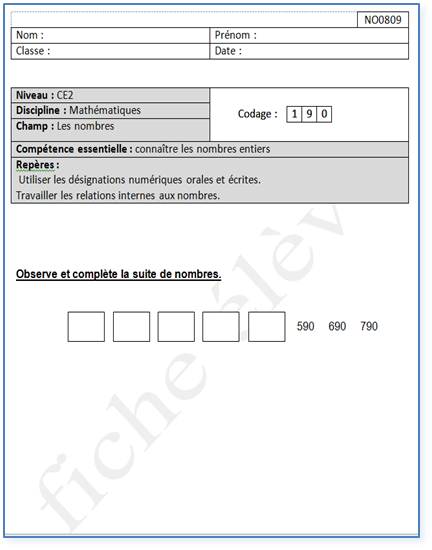 NO0809
Nom : Prénom :
Classe : Date :
Niveau : CE2
Discipline : Mathématiques
Codage : 1 9 0
Champ : Les nombres
Compétence essentielle : connaître les nombres entiers
Repères :
Utiliser les désignations numériques orales et écrites.
Travailler les relations internes aux nombres.
Observe et complète la suite de nombres.
590 690 790
fiche élèv